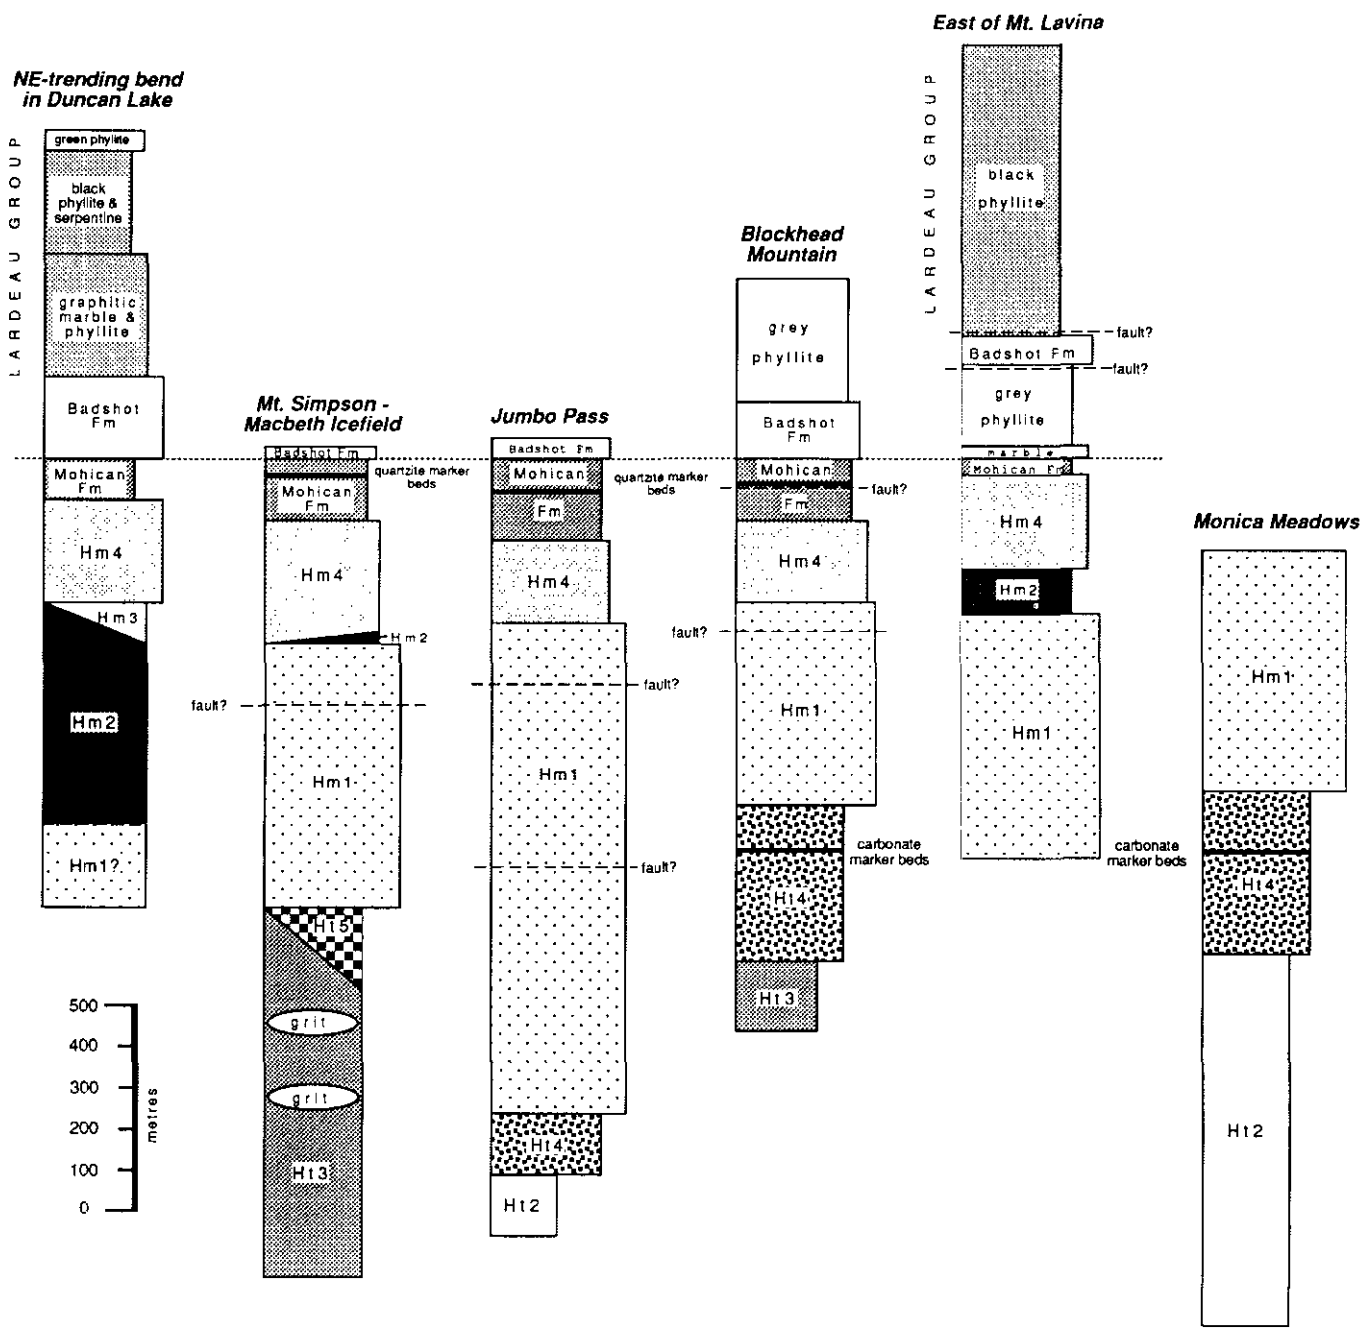 NE-trending bend
in Duncan Lake
LARDEAU GROUP
green phyllite
black
phyllite &
serpentine
graphitic
marble &
phyllite
Badshot
Fm
Mohican
Fm
Hm4
Hm3
Hm2
Hm1?
500
400
300
200
100
0
metres
Mt. Simpson -
Macbeth Icefield
Badshot Fm
quartzite marker
beds
Mohican
Fm
Hm4
Hm2
fault?
Hm1
Ht5
grit
grit
Ht3
Jumbo Pass
Badshot Fm
Mohican
quartzite marker
beds
Fm
Hm4
fault?
Hm1
fault?
Ht4
Ht2
Blockhead
Mountain
grey
phyllite
Badshot
Fm
Mohican
fault?
Fm
Hm4
fault?
Hm1
carbonate
marker beds
Ht4
Ht3
East of Mt. Lavina
LARDEAU GROUP
black
phyllite
fault?
Badshot Fm
fault?
grey
phyllite
marble
Mohican Fm
Hm4
Hm2
Hm1
Monica Meadows
Hm1
carbonate
marker beds
Ht4
Ht2